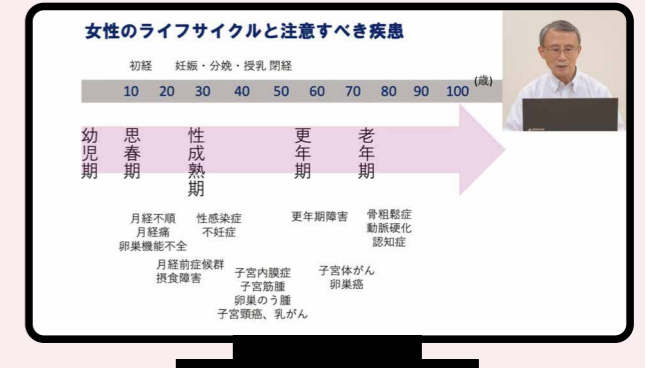 女性のライフサイクルと注意すべき疾患
初経 妊娠・分娩・授乳 閉経
(歳)
10 20 30 40 50 60 70 80 90 100
幼児期
思春期
性成熟期
更年期
老年期
月経不順
月経痛
卵巣機能不全
性感染症
不妊症
更年期障害
骨粗鬆症
動脈硬化
認知症
月経前症候群
摂食障害
子宮内膜症
子宮筋腫
卵巣のう腫
子宮頸癌、乳がん
子宮体がん
卵巣癌